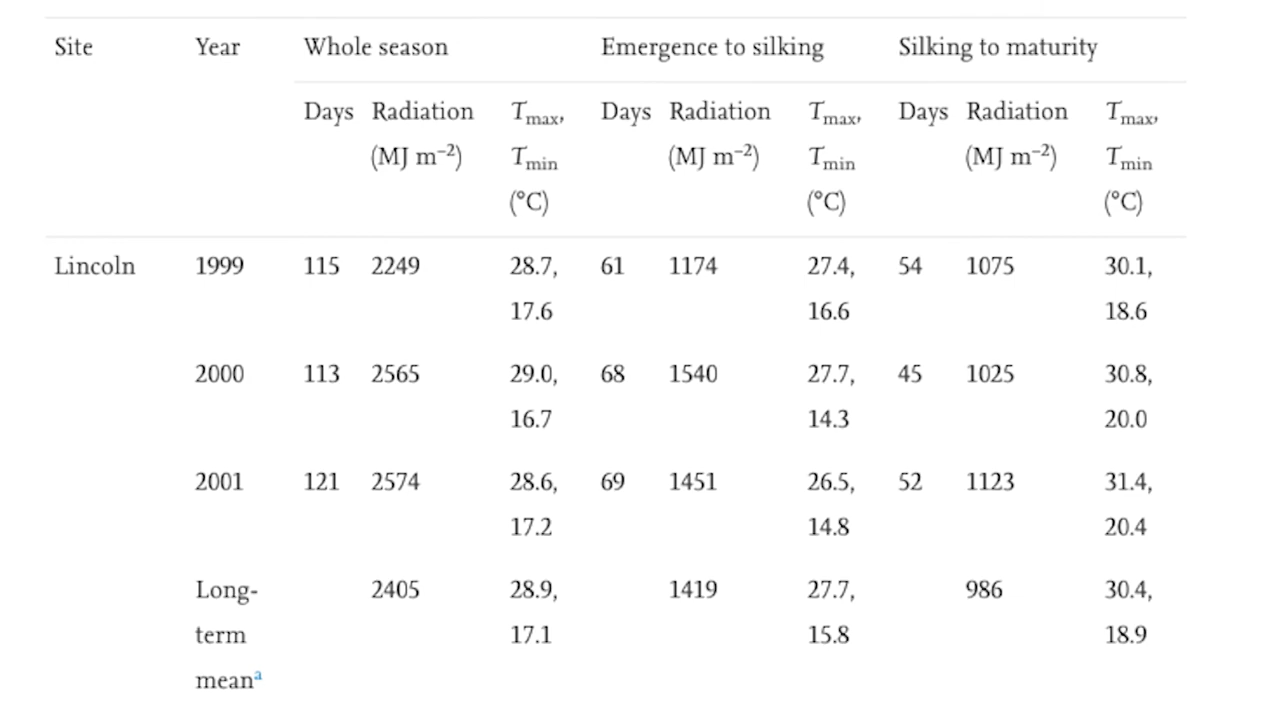 Site Year Whole season Emergence to silking Silking to maturity
Days Radiation Tmax, Days Radiation Tmax, Days Radiation Tmax,
(MJ m⁻²) Tmin (MJ m⁻²) Tmin (MJ m⁻²) Tmin
(°C) (°C) (°C)
Lincoln 1999 115 2249 28.7, 61 1174 27.4, 54 1075 30.1,
17.6 16.6 18.6
2000 113 2565 29.0, 68 1540 27.7, 45 1025 30.8,
16.7 14.3 20.0
2001 121 2574 28.6, 69 1451 26.5, 52 1123 31.4,
17.2 14.8 20.4
Long- 2405 28.9, 1419 27.7, 986 30.4,
term 17.1 15.8 18.9
meanᵃ